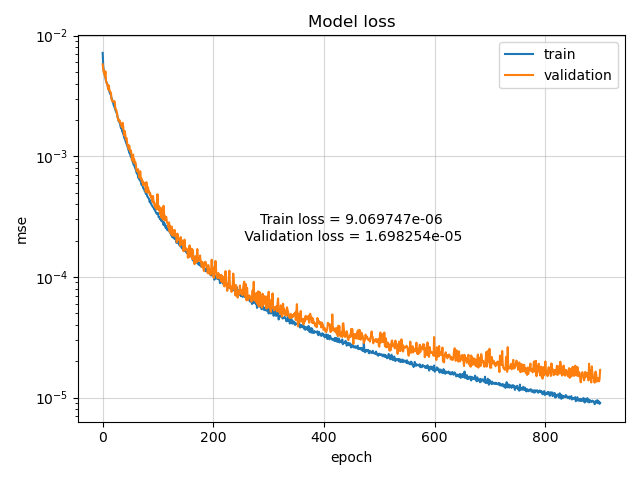 Model loss
10⁻²
10⁻³
10⁻⁴
10⁻⁵
mse
train
validation
Train loss = 9.069747e-06
Validation loss = 1.698254e-05
0 200 400 600 800
epoch